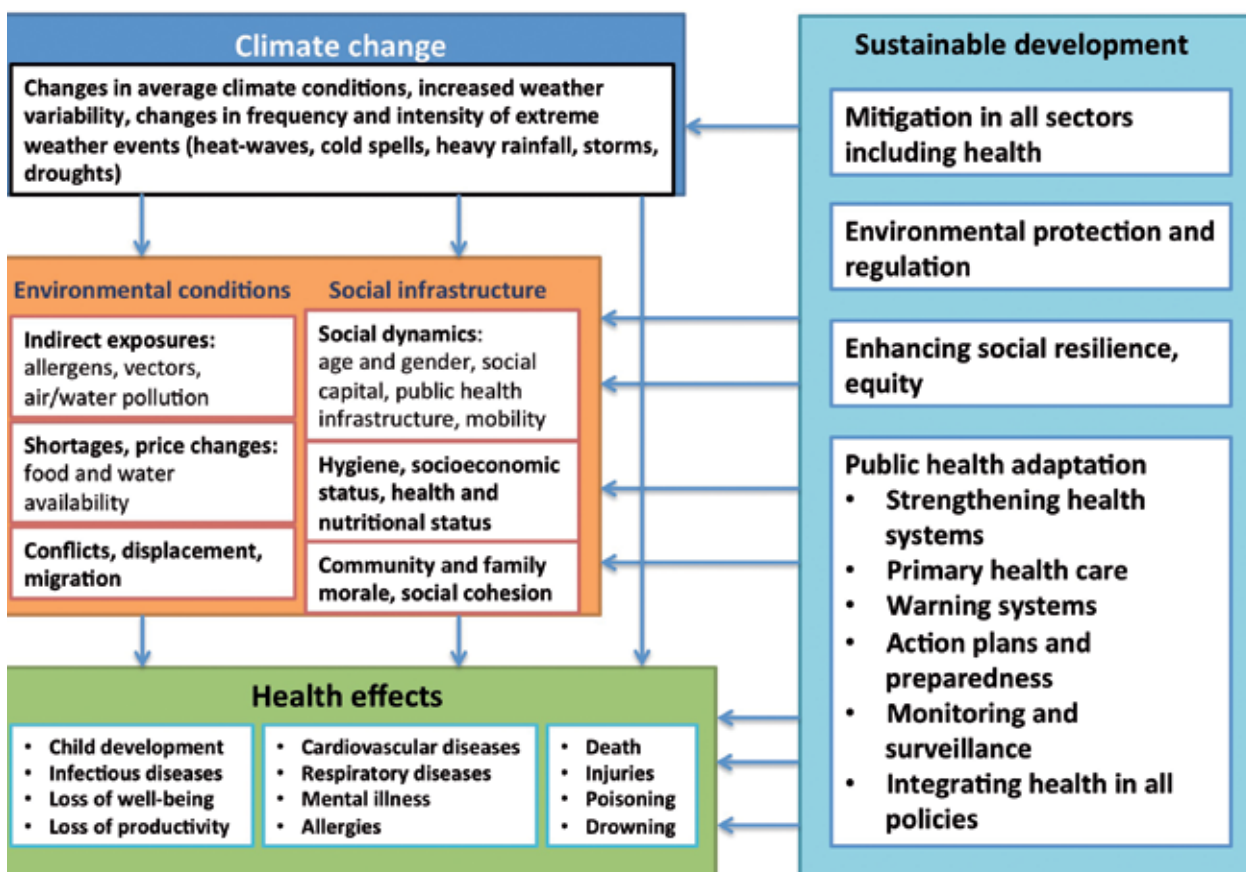 Climate change
Changes in average climate conditions, increased weather
variability, changes in frequency and intensity of extreme
weather events (heat-waves, cold spells, heavy rainfall, storms,
droughts)
Environmental conditions
Indirect exposures:
allergens, vectors,
air/water pollution
Shortages, price changes:
food and water
availability
Conflicts, displacement,
migration
Social infrastructure
Social dynamics:
age and gender, social
capital, public health
infrastructure, mobility
Hygiene, socioeconomic
status, health and
nutritional status
Community and family
morale, social cohesion
Health effects
• Child development
• Infectious diseases
• Loss of well-being
• Loss of productivity
• Cardiovascular diseases
• Respiratory diseases
• Mental illness
• Allergies
• Death
• Injuries
• Poisoning
• Drowning
Sustainable development
Mitigation in all sectors
including health
Environmental protection and
regulation
Enhancing social resilience,
equity
Public health adaptation
• Strengthening health
systems
• Primary health care
• Warning systems
• Action plans and
preparedness
• Monitoring and
surveillance
• Integrating health in all
policies